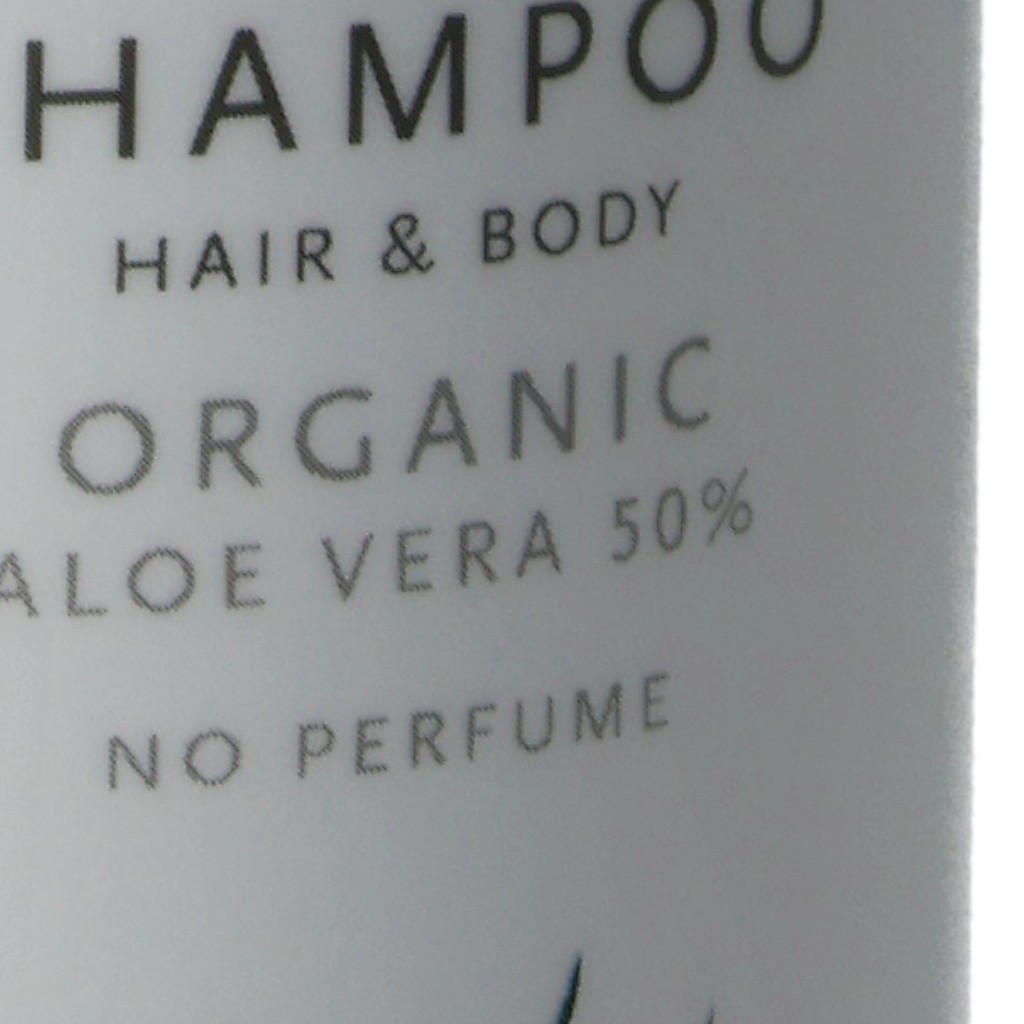 HAMPOO
HAIR & BODY
ORGANIC
ALOE VERA 50%
NO PERFUME